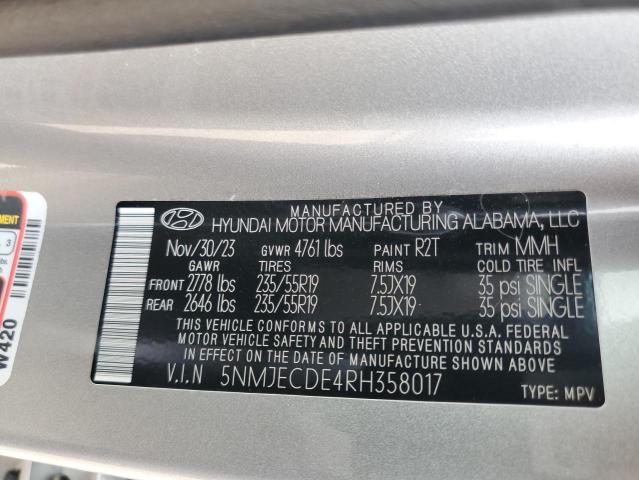 MANUFACTURED BY
HYUNDAI MOTOR MANUFACTURING ALABAMA, LLC
Nov/30/23 GVWR 4761 lbs PAINT R2T TRIM MMH
GAWR TIRES RIMS COLD TIRE INFL
FRONT 2778 lbs 235/55R19 7.5JX19 35 psi SINGLE
REAR 2646 lbs 235/55R19 7.5JX19 35 psi SINGLE
THIS VEHICLE CONFORMS TO ALL APPLICABLE U.S.A. FEDERAL
MOTOR VEHICLE SAFETY AND THEFT PREVENTION STANDARDS
IN EFFECT ON THE DATE OF MANUFACTURE SHOWN ABOVE.
V.I.N 5NMJECDE4RH358017
TYPE: MPV
3
W420